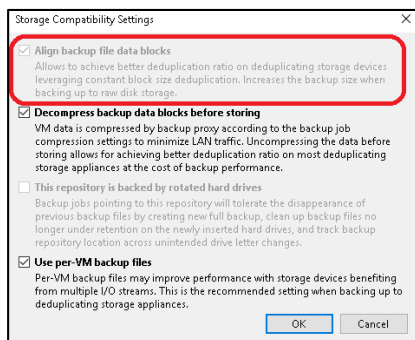 Storage Compatibility Settings
Align backup file data blocks
Allows to achieve better deduplication ratio on deduplicating storage devices
leveraging constant block size deduplication. Increases the backup size when
backing up to raw disk storage.
Decompress backup data blocks before storing
VM data is compressed by backup proxy according to the backup job
compression settings to minimize LAN traffic. Uncompressing the data before
storing allows for achieving better deduplication ratio on most deduplicating
storage appliances at the cost of backup performance.
This repository is backed by rotated hard drives
Backup jobs pointing to this repository will tolerate the disappearance of
previous backup files by creating new full backup, clean up backup files no
longer under retention on the newly inserted hard drives, and track backup
repository location across unintended drive letter changes.
Use per-VM backup files
Per-VM backup files may improve performance with storage devices benefiting
from multiple I/O streams. This is the recommended setting when backing up to
deduplicating storage appliances.
OK Cancel